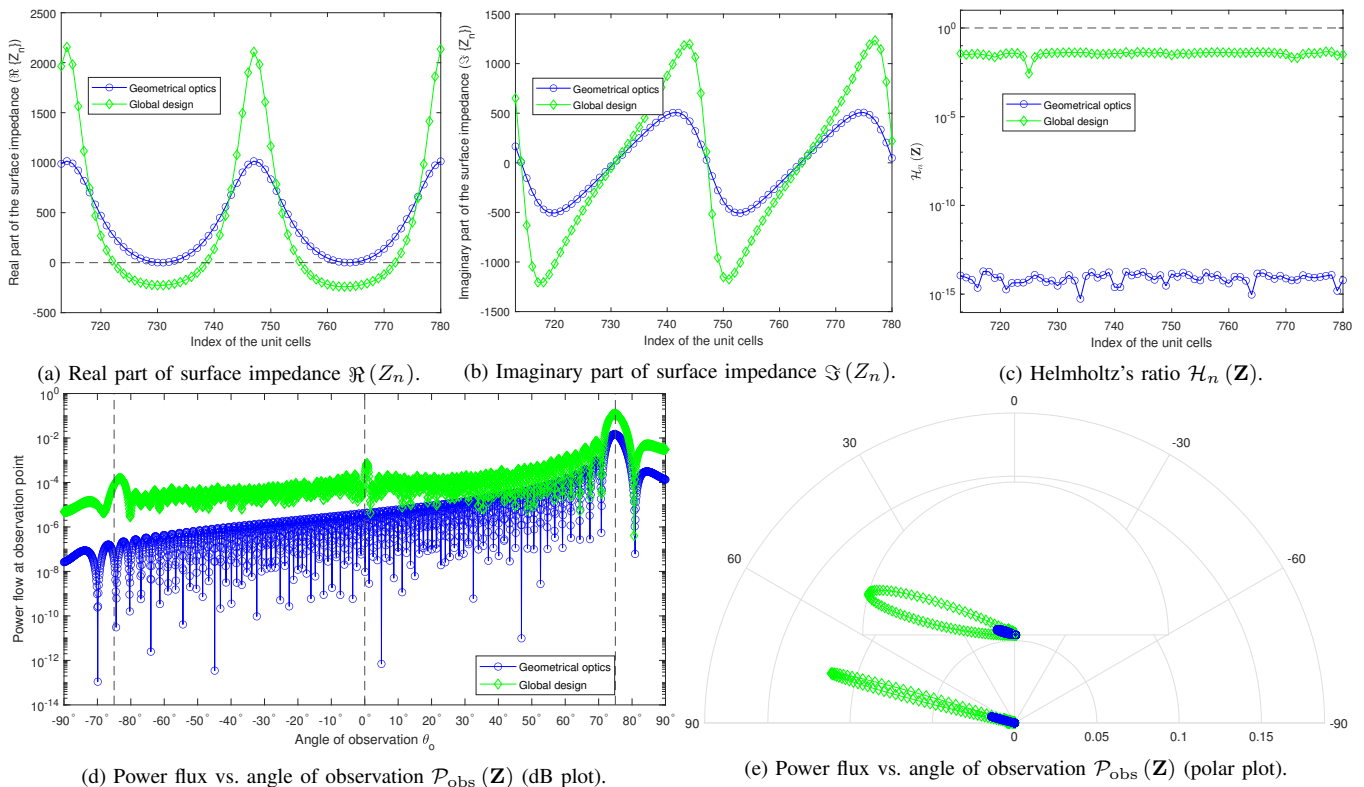 2500
2000
1500
1000
500
0
-500
Real part of the surface impedance (ℜ {Z_n})
Geometrical optics
Global design
720 730 740 750 760 770 780
Index of the unit cells
(a) Real part of surface impedance ℜ (Z_n).
1500
1000
500
0
-500
-1000
-1500
Imaginary part of the surface impedance (ℑ {Z_n})
Geometrical optics
Global design
720 730 740 750 760 770 780
Index of the unit cells
(b) Imaginary part of surface impedance ℑ (Z_n).
10^0
10^-5
10^-10
10^-15
ℋ_n (Z)
Geometrical optics
Global design
720 730 740 750 760 770 780
Index of the unit cells
(c) Helmholtz's ratio ℋ_n (Z).
10^0
10^-2
10^-4
10^-6
10^-8
10^-10
10^-12
10^-14
Power flow at observation point
Geometrical optics
Global design
-90° -80° -70° -60° -50° -40° -30° -20° -10° 0° 10° 20° 30° 40° 50° 60° 70° 80° 90°
Angle of observation θ_o
(d) Power flux vs. angle of observation 𝒫_obs (Z) (dB plot).
0
30 -30
60 -60
90 -90
0 0.05 0.1 0.15
(e) Power flux vs. angle of observation 𝒫_obs (Z) (polar plot).